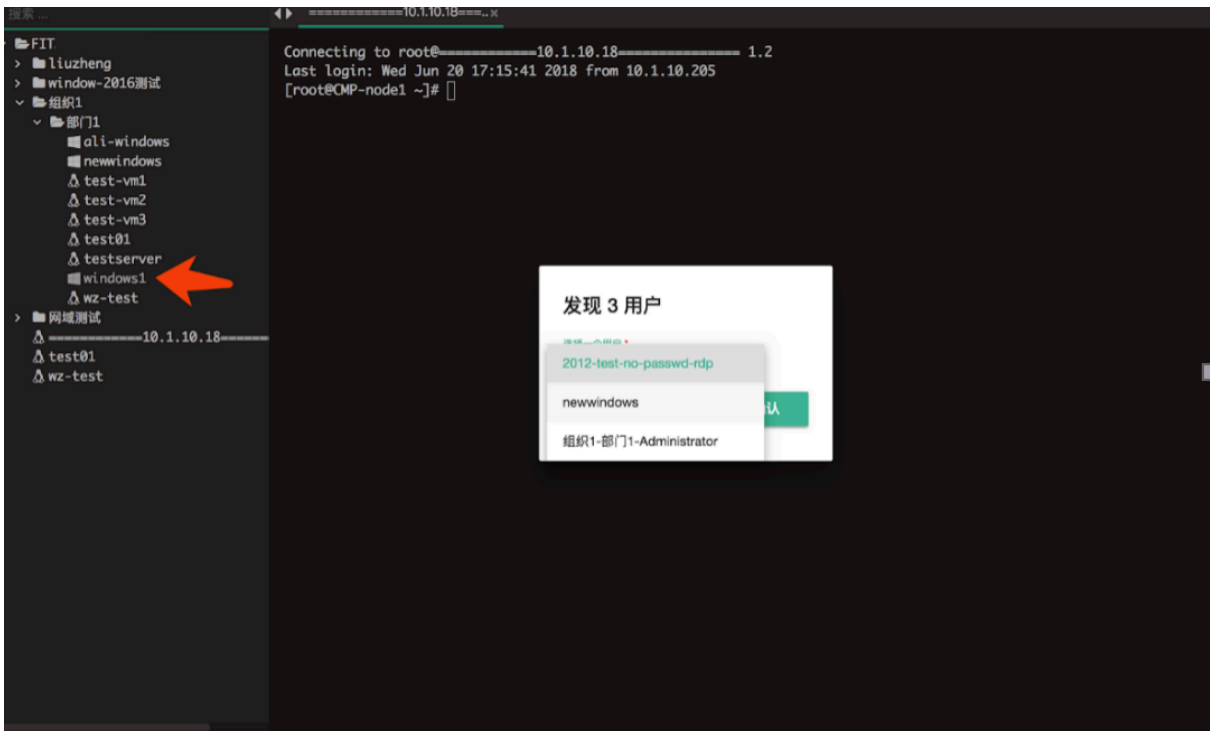 搜索 ...
============10.1.10.18===..x
FIT
liuzheng
window-2016测试
组织1
部门1
ali-windows
newwindows
test-vm1
test-vm2
test-vm3
test01
testserver
windows1
wz-test
网域测试
============10.1.10.18======
test01
wz-test
Connecting to root@============10.1.10.18=============== 1.2
Last login: Wed Jun 20 17:15:41 2018 from 10.1.10.205
[root@CMP-node1 ~]#
发现 3 用户
2012-test-no-passwd-rdp
newwindows
组织1-部门1-Administrator